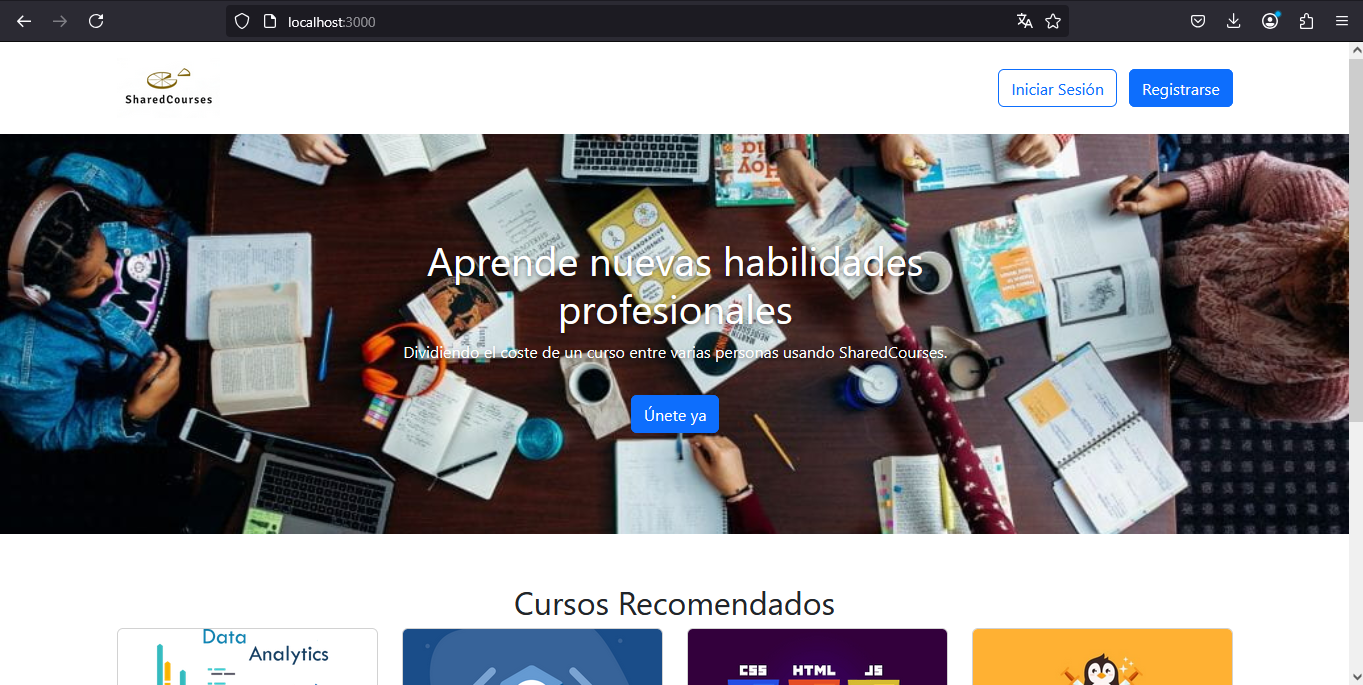 localhost:3000
SharedCourses
Iniciar Sesión
Registrarse
Aprende nuevas habilidades
profesionales
Dividiendo el coste de un curso entre varias personas usando SharedCourses.
Únete ya
Cursos Recomendados
Data
Analytics
CSS HTML JS